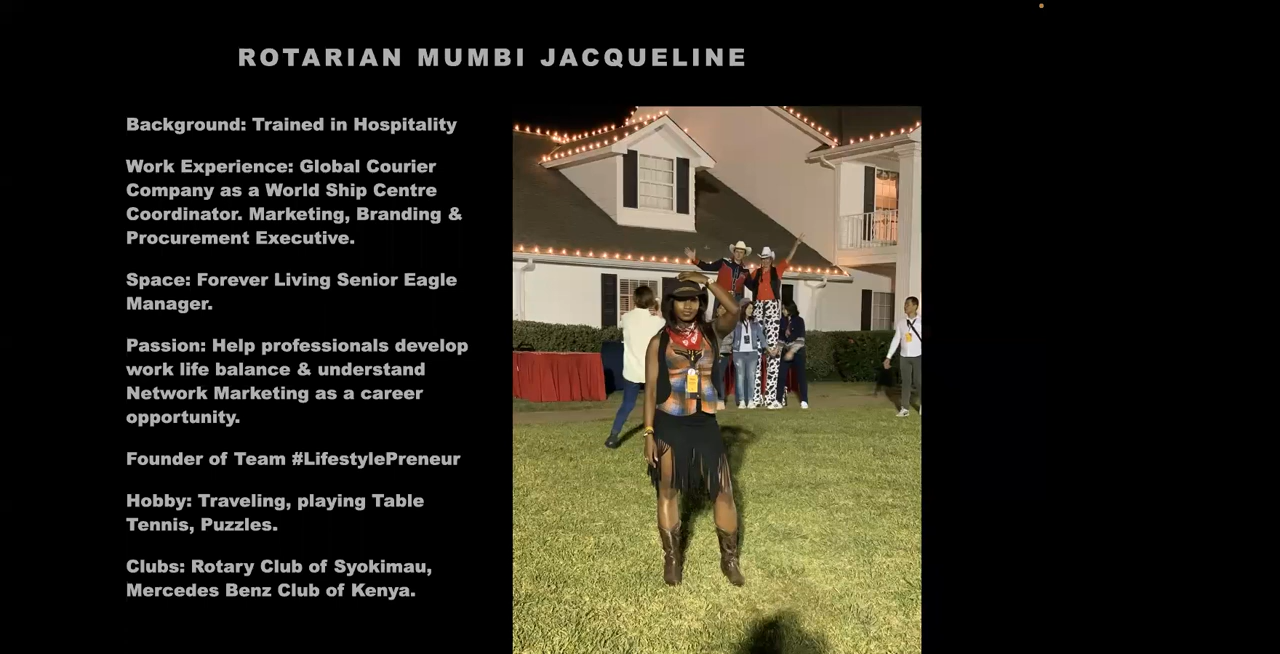 ROTARIAN MUMBI JACQUELINE
Background: Trained in Hospitality
Work Experience: Global Courier
Company as a World Ship Centre
Coordinator. Marketing, Branding &
Procurement Executive.
Space: Forever Living Senior Eagle
Manager.
Passion: Help professionals develop
work life balance & understand
Network Marketing as a career
opportunity.
Founder of Team #LifestylePreneur
Hobby: Traveling, playing Table
Tennis, Puzzles.
Clubs: Rotary Club of Syokimau,
Mercedes Benz Club of Kenya.